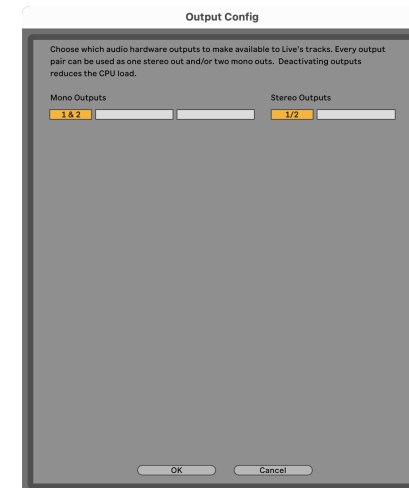 Output Config
Choose which audio hardware outputs to make available to Live's tracks. Every output
pair can be used as one stereo out and/or two mono outs. Deactivating outputs
reduces the CPU load.
Mono Outputs Stereo Outputs
1 & 2 1/2
OK Cancel